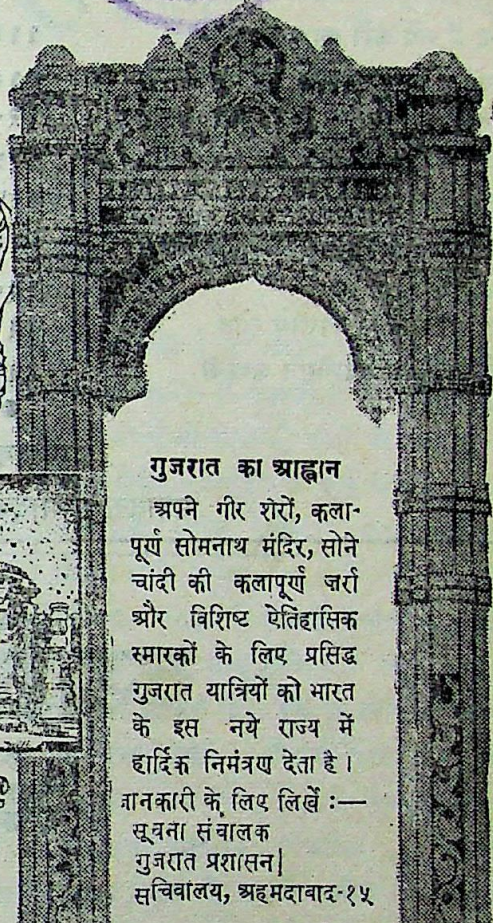 गुजरात का आह्वान
अपने गीर शेरों, कला-
पूर्ण सोमनाथ मंदिर, सोने
चांदी की कलापूर्ण जरी
और विशिष्ट ऐतिहासिक
स्मारकों के लिए प्रसिद्ध
गुजरात यात्रियों को भारत
के इस नये राज्य में
हार्दिक निमंत्रण देता है।
जानकारी के लिए लिखें :—
सूचना संचालक
गुजरात प्रशासन
सचिवालय, अहमदाबाद-१५